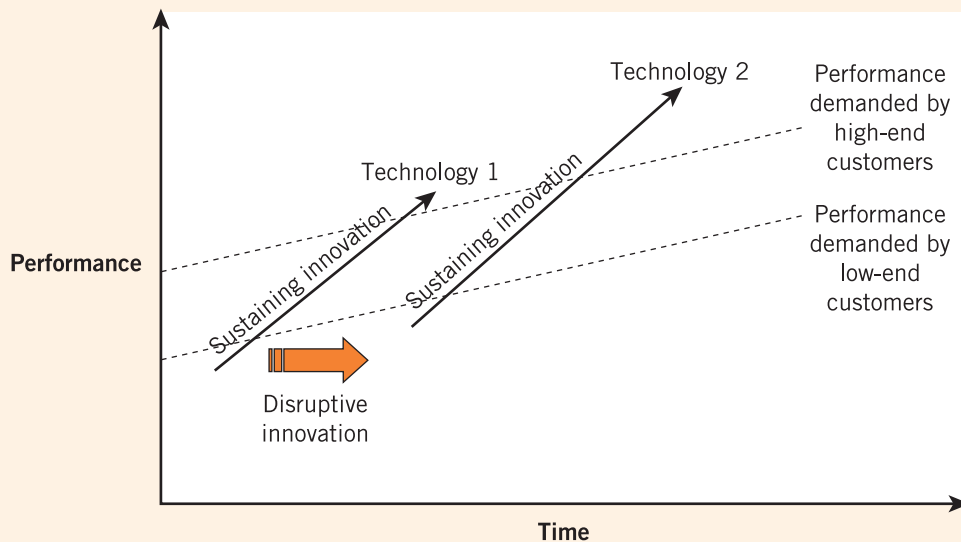 Technology 2
Performance
demanded by
high-end
customers
Technology 1
Sustaining innovation
Sustaining innovation
Performance
demanded by
low-end
customers
Performance
Disruptive
innovation
Time